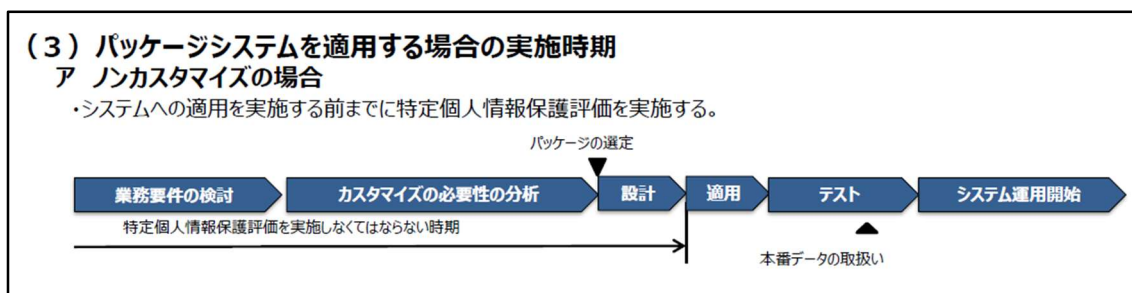 （３）パッケージシステムを適用する場合の実施時期
ア ノンカスタマイズの場合
・システムへの適用を実施する前までに特定個人情報保護評価を実施する。
パッケージの選定
業務要件の検討 カスタマイズの必要性の分析 設計 適用 テスト システム運用開始
特定個人情報保護評価を実施しなくてはならない時期
本番データの取扱い